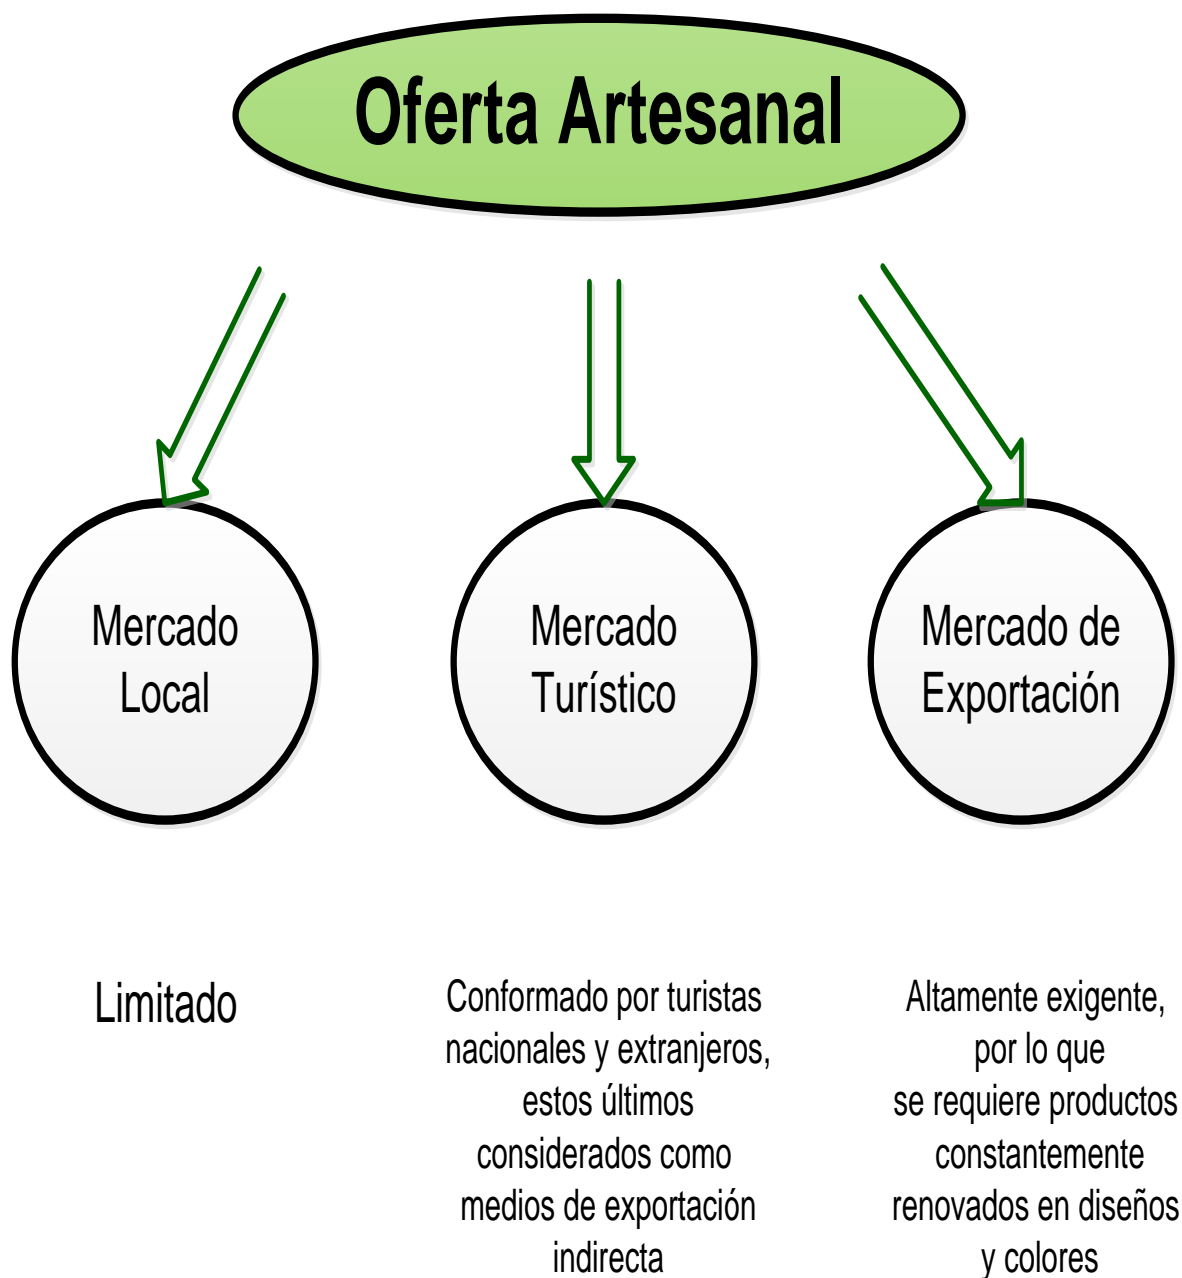 Oferta Artesanal
Mercado
Local
Mercado
Turístico
Mercado de
Exportación
Limitado
Conformado por turistas
nacionales y extranjeros,
estos últimos
considerados como
medios de exportación
indirecta
Altamente exigente,
por lo que
se requiere productos
constantemente
renovados en diseños
y colores